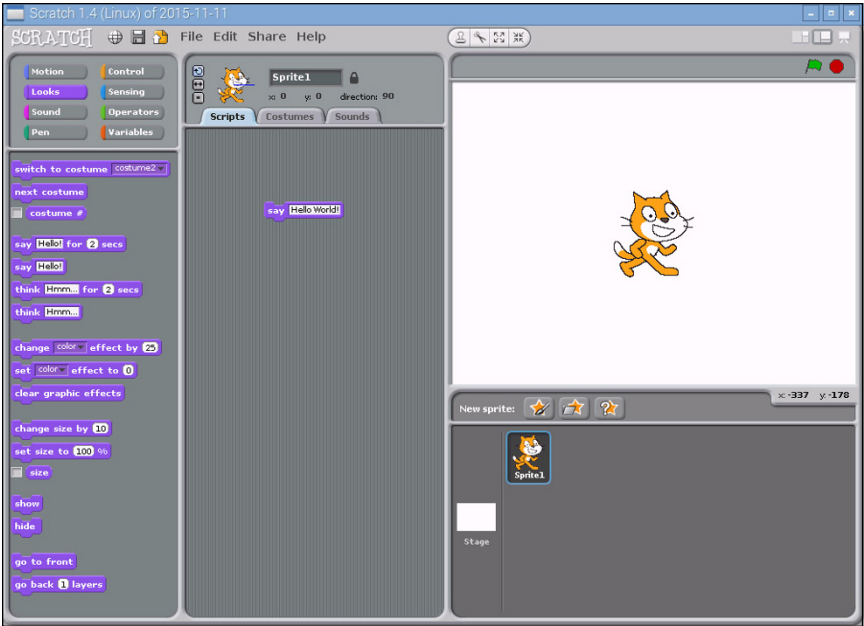 Scratch 1.4 (Linux) of 2015-11-11
SCRATCH File Edit Share Help
Motion Control
Looks Sensing
Sound Operators
Pen Variables
switch to costume costume2
next costume
costume #
say Hello! for 2 secs
say Hello!
think Hmm... for 2 secs
think Hmm...
change color effect by 25
set color effect to 0
clear graphic effects
change size by 10
set size to 100 %
size
show
hide
go to front
go back 1 layers
Sprite1
x: 0 y: 0 direction: 90
Scripts Costumes Sounds
say Hello World!
x: -337 y: -178
New sprite:
Sprite1
Stage